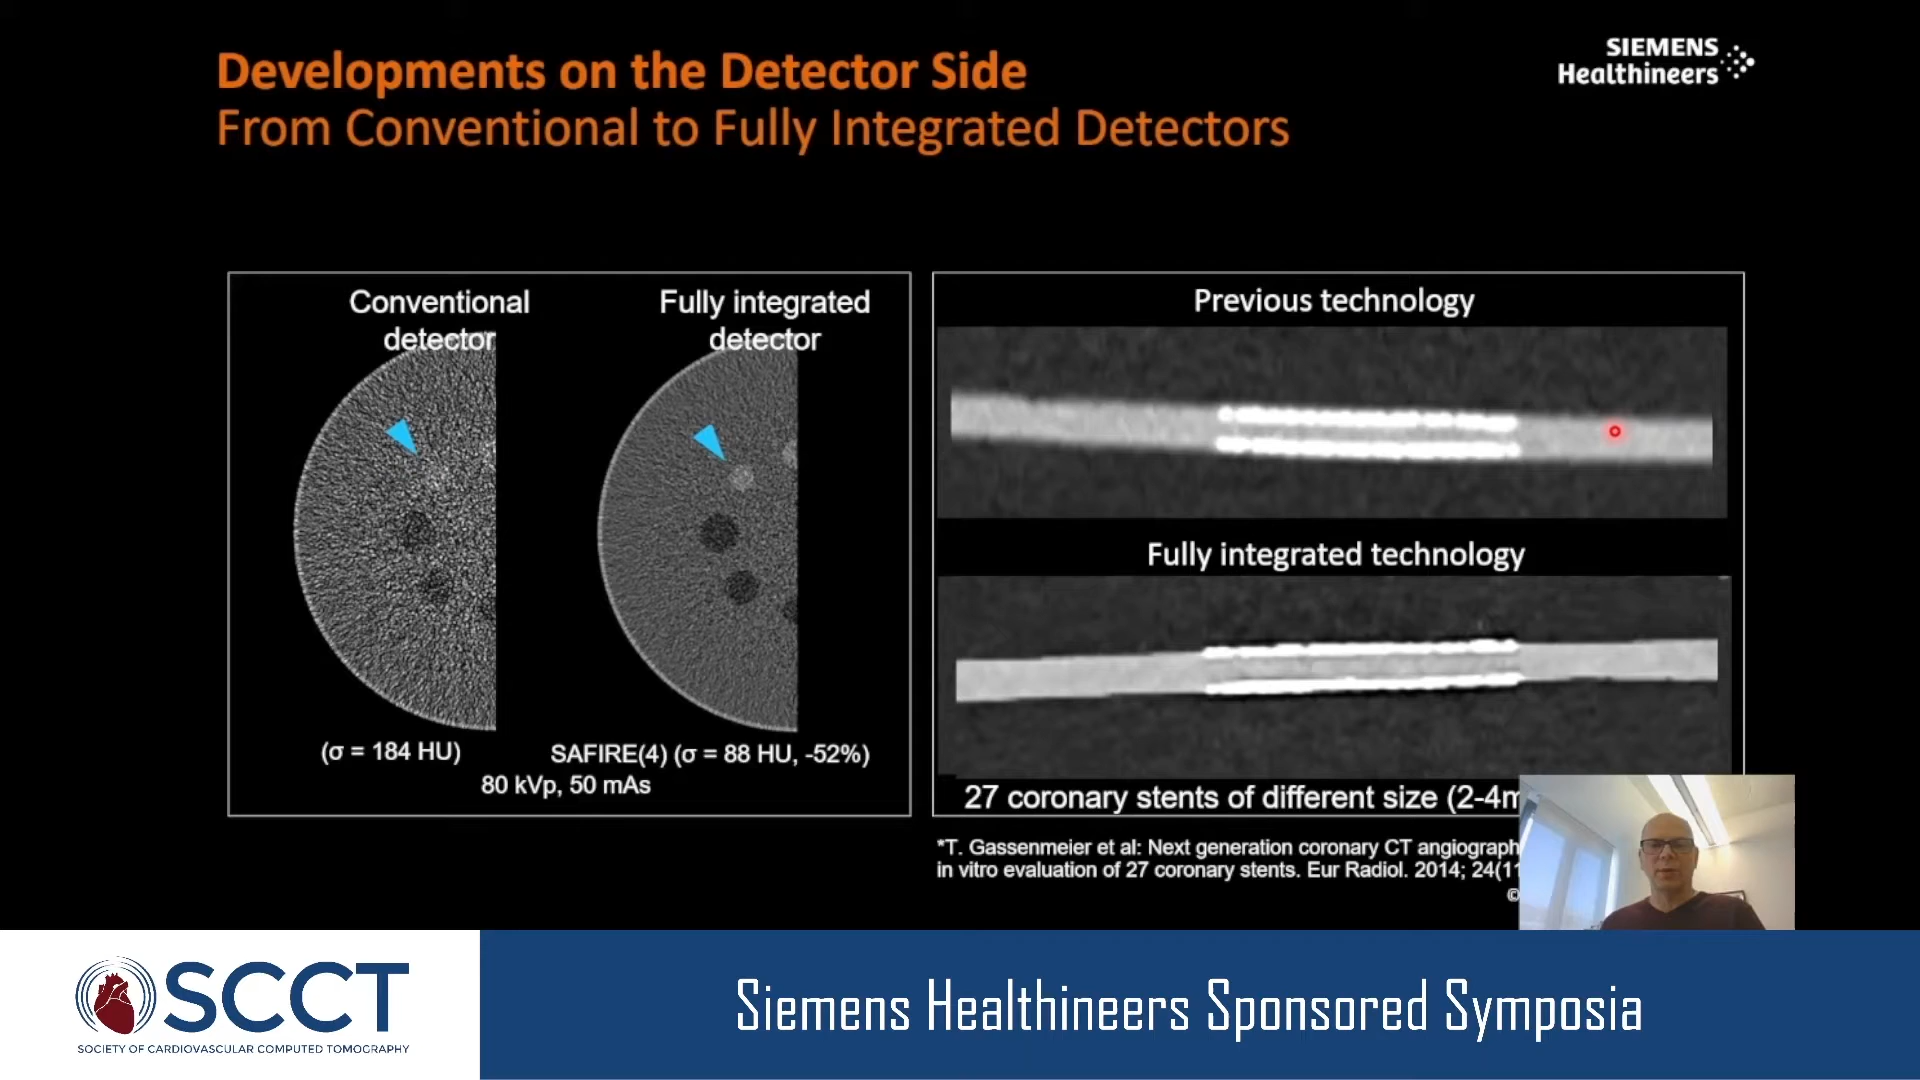 Developments on the Detector Side
From Conventional to Fully Integrated Detectors
SIEMENS
Healthineers
Conventional
detector
Fully integrated
detector
(σ = 184 HU)
SAFIRE(4) (σ = 88 HU, -52%)
80 kVp, 50 mAs
Previous technology
Fully integrated technology
27 coronary stents of different size (2-4m
*T. Gassenmeier et al: Next generation coronary CT angiograph
in vitro evaluation of 27 coronary stents. Eur Radiol. 2014; 24(11
©
SCCT
SOCIETY OF CARDIOVASCULAR COMPUTED TOMOGRAPHY
Siemens Healthineers Sponsored Symposia